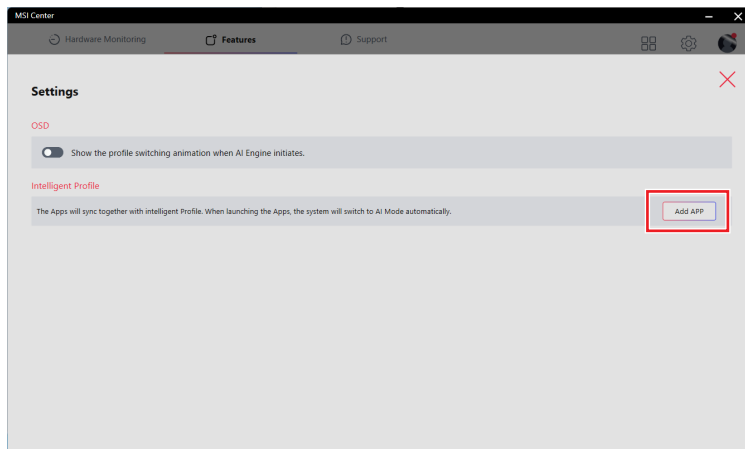 MSI Center
Hardware Monitoring
Features
Support
Settings
OSD
Show the profile switching animation when AI Engine initiates.
Intelligent Profile
The Apps will sync together with intelligent Profile. When launching the Apps, the system will switch to AI Mode automatically.
Add APP